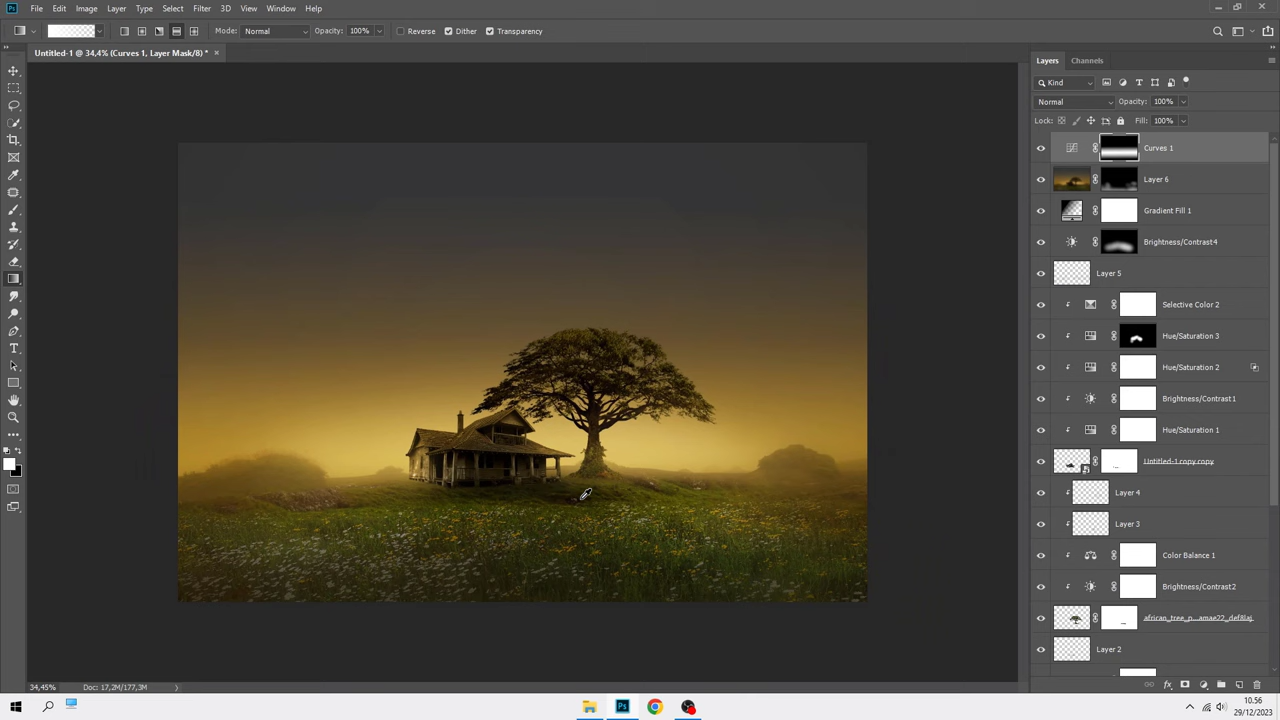 Ps File Edit Image Layer Type Select Filter 3D View Window Help
Mode: Normal Opacity: 100% Reverse Dither Transparency
Untitled-1 @ 34,4% (Curves 1, Layer Mask/8) * ×
Layers Channels
Kind
Normal Opacity: 100%
Lock: Fill: 100%
Curves 1
Layer 6
Gradient Fill 1
Brightness/Contrast 4
Layer 5
Selective Color 2
Hue/Saturation 3
Hue/Saturation 2
Brightness/Contrast 1
Hue/Saturation 1
Untitled-1 copy copy
Layer 4
Layer 3
Color Balance 1
Brightness/Contrast 2
african_tree_p...amae22_def8laj
Layer 2
34,45% Doc: 17,2M/177,3M
10.56
29/12/2023